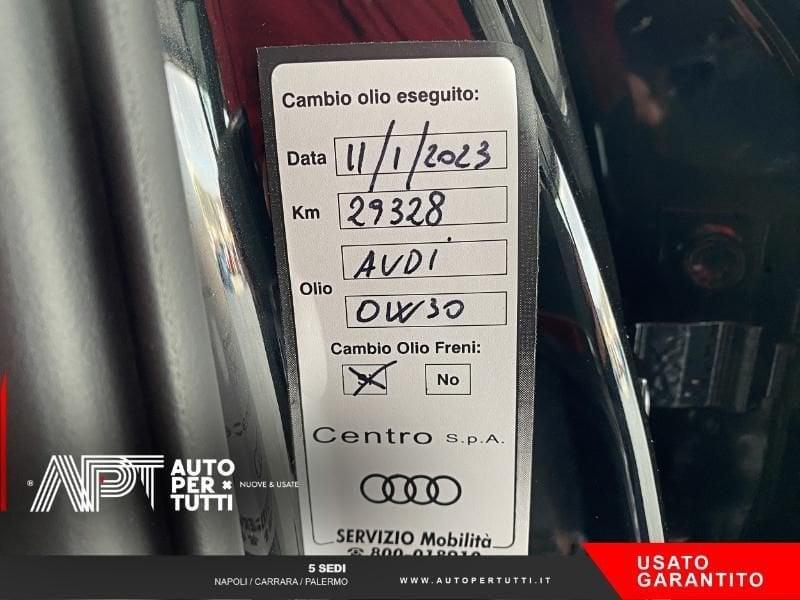 Cambio olio eseguito:
Data 11/1/2023
Km 29328
AUDI
Olio
0W30
Cambio Olio Freni:
No
Centro S.p.A.
SERVIZIO Mobilità
APT AUTO PER TUTTI
® NUOVE & USATE
5 SEDI
NAPOLI / CARRARA / PALERMO
WWW.AUTOPERTUTTI.IT
USATO
GARANTITO